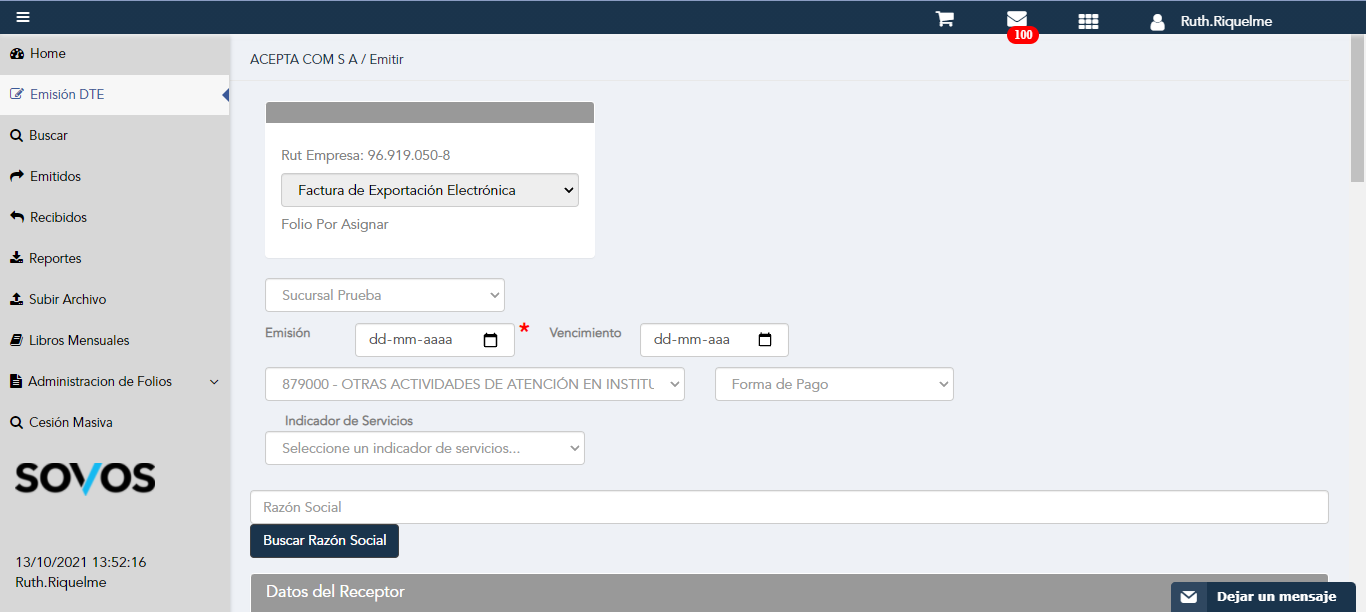 100
Ruth.Riquelme
Home
Emisión DTE
Buscar
Emitidos
Recibidos
Reportes
Subir Archivo
Libros Mensuales
Administracion de Folios
Cesión Masiva
SOVOS
13/10/2021 13:52:16
Ruth.Riquelme
ACEPTA COM S A / Emitir
Rut Empresa: 96.919.050-8
Factura de Exportación Electrónica
Folio Por Asignar
Sucursal Prueba
Emisión dd-mm-aaaa * Vencimiento dd-mm-aaa
879000 - OTRAS ACTIVIDADES DE ATENCIÓN EN INSTITU Forma de Pago
Indicador de Servicios
Seleccione un indicador de servicios...
Razón Social
Buscar Razón Social
Datos del Receptor
Dejar un mensaje